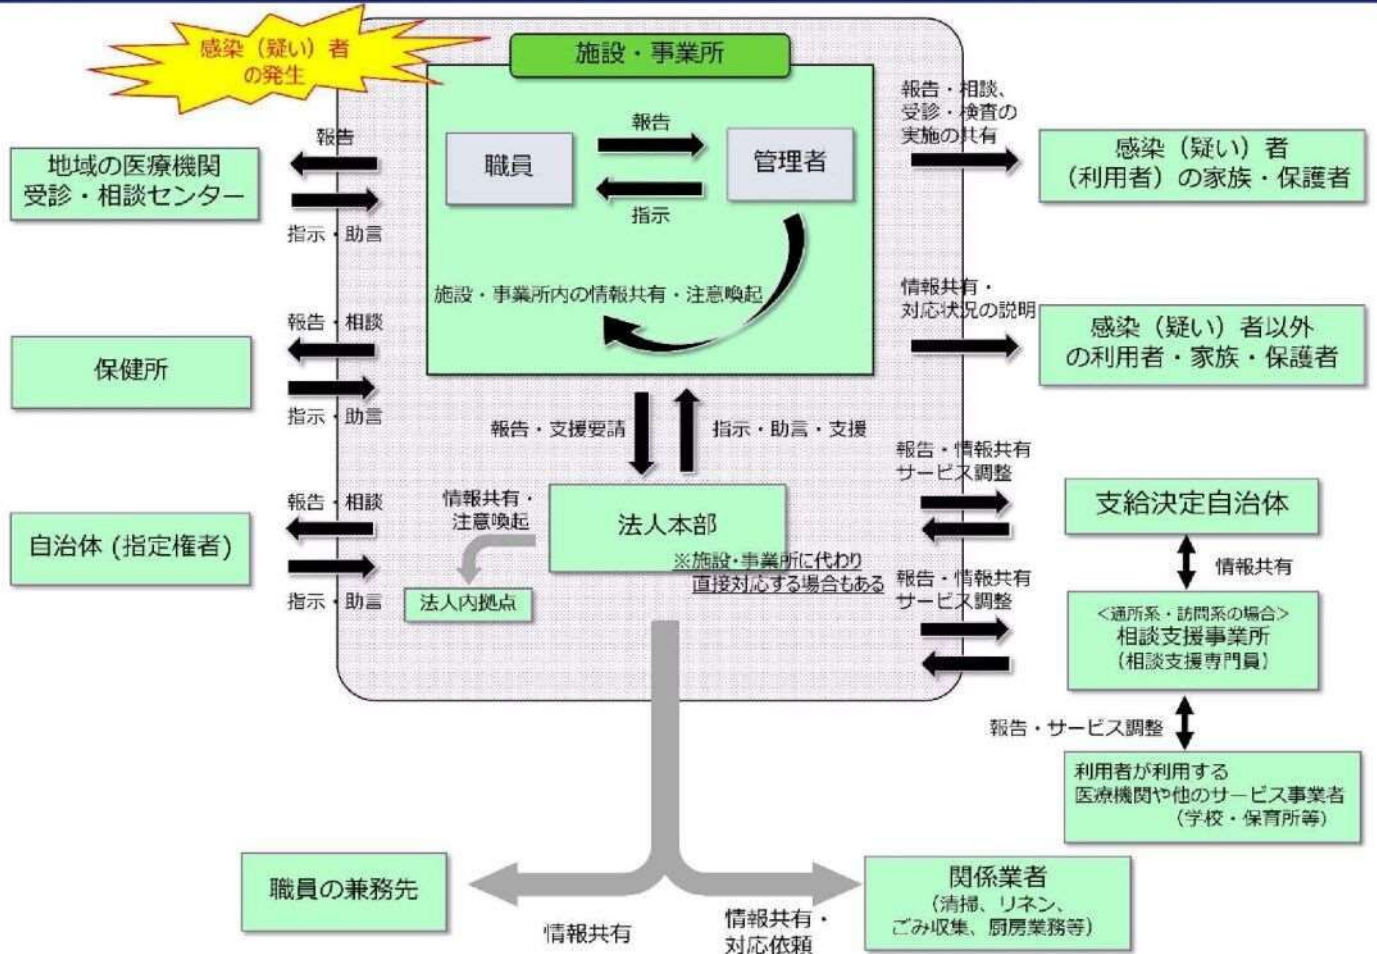 感染（疑い）者
の発生
施設・事業所
職員
報告
指示
管理者
施設・事業所内の情報共有・注意喚起
報告
地域の医療機関
受診・相談センター
指示・助言
報告・相談
保健所
指示・助言
報告・相談
自治体 (指定権者)
指示・助言
報告・相談、
受診・検査の
実施の共有
感染（疑い）者
（利用者）の家族・保護者
情報共有・
対応状況の説明
感染（疑い）者以外
の利用者・家族・保護者
報告・支援要請
指示・助言・支援
情報共有・
注意喚起
法人本部
※施設・事業所に代わり
直接対応する場合もある
法人内拠点
報告・情報共有
サービス調整
支給決定自治体
情報共有
報告・情報共有
サービス調整
＜通所系・訪問系の場合＞
相談支援事業所
（相談支援専門員）
報告・サービス調整
利用者が利用する
医療機関や他のサービス事業者
（学校・保育所等）
職員の兼務先
情報共有
情報共有・
対応依頼
関係業者
（清掃、リネン、
ごみ収集、厨房業務等）